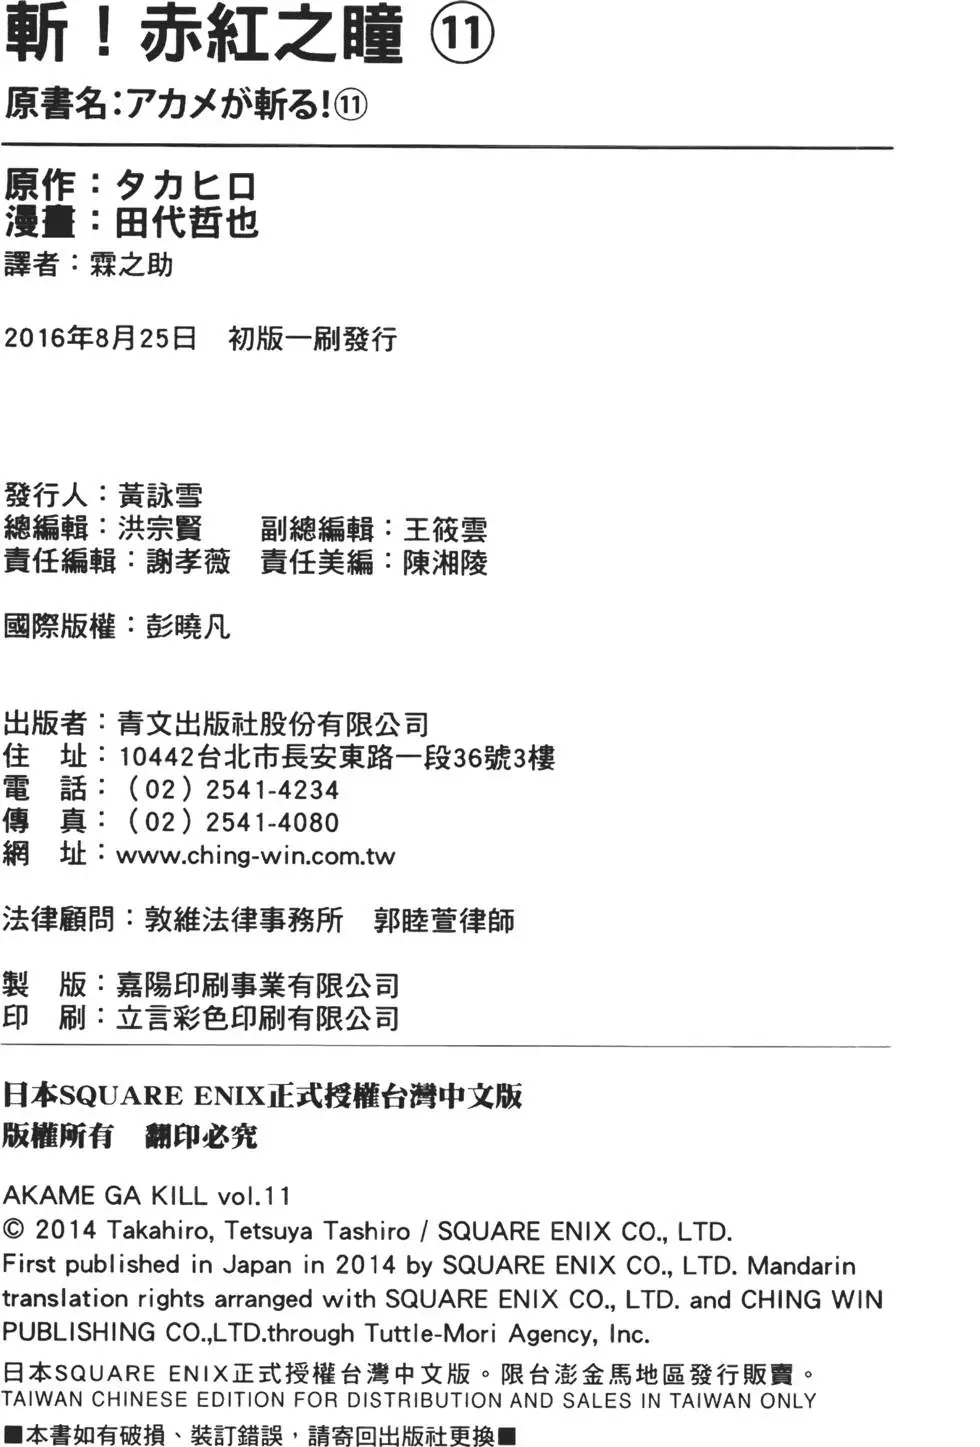 斬！赤紅之瞳 ⑪
原書名：アカメが斬る!⑪
原作：タカヒロ
漫畫：田代哲也
譯者：霖之助
2016年8月25日　初版一刷發行
發行人：黃詠雪
總編輯：洪宗賢　　副總編輯：王筱雲
責任編輯：謝孝薇　責任美編：陳湘陵
國際版權：彭曉凡
出版者：青文出版社股份有限公司
住　址：10442台北市長安東路一段36號3樓
電　話：（02）2541-4234
傳　真：（02）2541-4080
網　址：www.ching-win.com.tw
法律顧問：敦維法律事務所　郭睦萱律師
製　版：嘉陽印刷事業有限公司
印　刷：立言彩色印刷有限公司
日本SQUARE ENIX正式授權台灣中文版
版權所有　翻印必究
AKAME GA KILL vol.11
© 2014 Takahiro, Tetsuya Tashiro / SQUARE ENIX CO., LTD.
First published in Japan in 2014 by SQUARE ENIX CO., LTD. Mandarin
translation rights arranged with SQUARE ENIX CO., LTD. and CHING WIN
PUBLISHING CO.,LTD.through Tuttle-Mori Agency, Inc.
日本SQUARE ENIX正式授權台灣中文版。限台澎金馬地區發行販賣。
TAIWAN CHINESE EDITION FOR DISTRIBUTION AND SALES IN TAIWAN ONLY
■本書如有破損、裝訂錯誤，請寄回出版社更換■